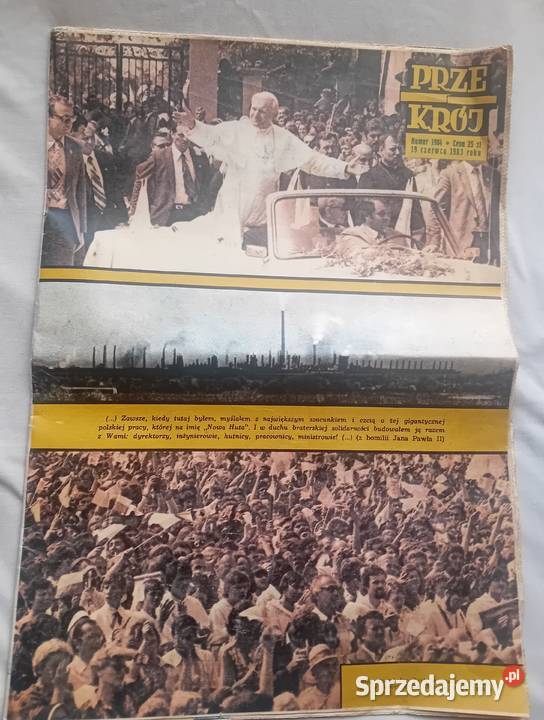 PRZE
KRÓJ
Numer 1984 • Cena 25 zł
19 czerwca 1983 roku
(...) Zawsze, kiedy tutaj byłem, myślałem z największym szacunkiem i czcią o tej gigantycznej
polskiej pracy, której na imię „Nowa Huta". I w duchu braterskiej solidarności budowałem ją razem
z Wami: dyrektorzy, inżynierowie, hutnicy, pracownicy, ministrowie! (...) (z homilii Jana Pawła II)
Sprzedajemy.pl